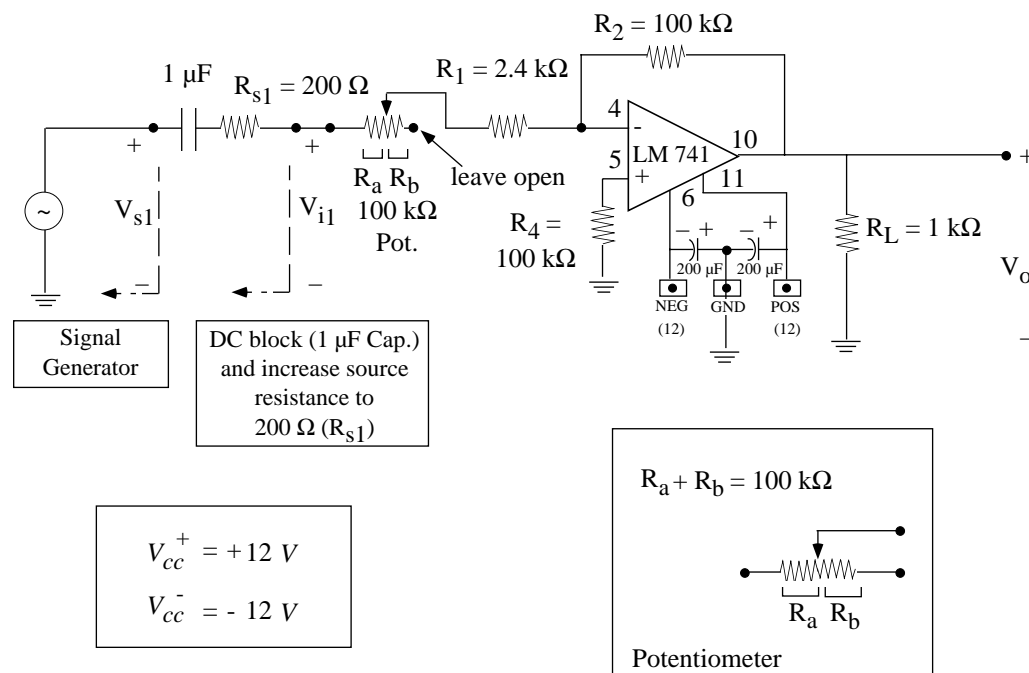 R2 = 100 kΩ
1 µF
R1 = 2.4 kΩ
Rs1 = 200 Ω
4
-
10
LM 741
5
+
11
6
+
Vs1
-
+
Vi1
-
Ra Rb
100 kΩ
Pot.
leave open
R4 =
100 kΩ
~
- +
- +
200 µF
200 µF
NEG
(12)
GND
POS
(12)
RL = 1 kΩ
+
Vo
-
Signal
Generator
DC block (1 µF Cap.)
and increase source
resistance to
200 Ω (Rs1)
Vcc+ = +12 V
Vcc- = - 12 V
Ra + Rb = 100 kΩ
Ra Rb
Potentiometer